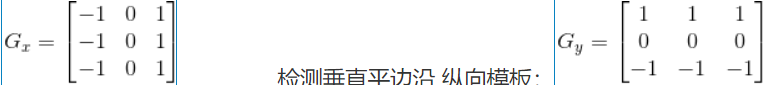 G_x = [−1 0 1
−1 0 1
−1 0 1]
检测垂直平边沿 纵向模板：
G_y = [1 1 1
0 0 0
−1 −1 −1]